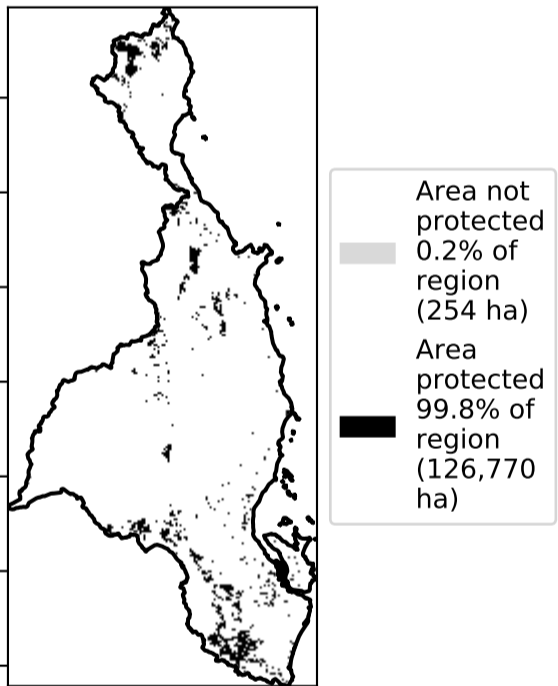 Area not
protected
0.2% of
region
(254 ha)
Area
protected
99.8% of
region
(126,770
ha)